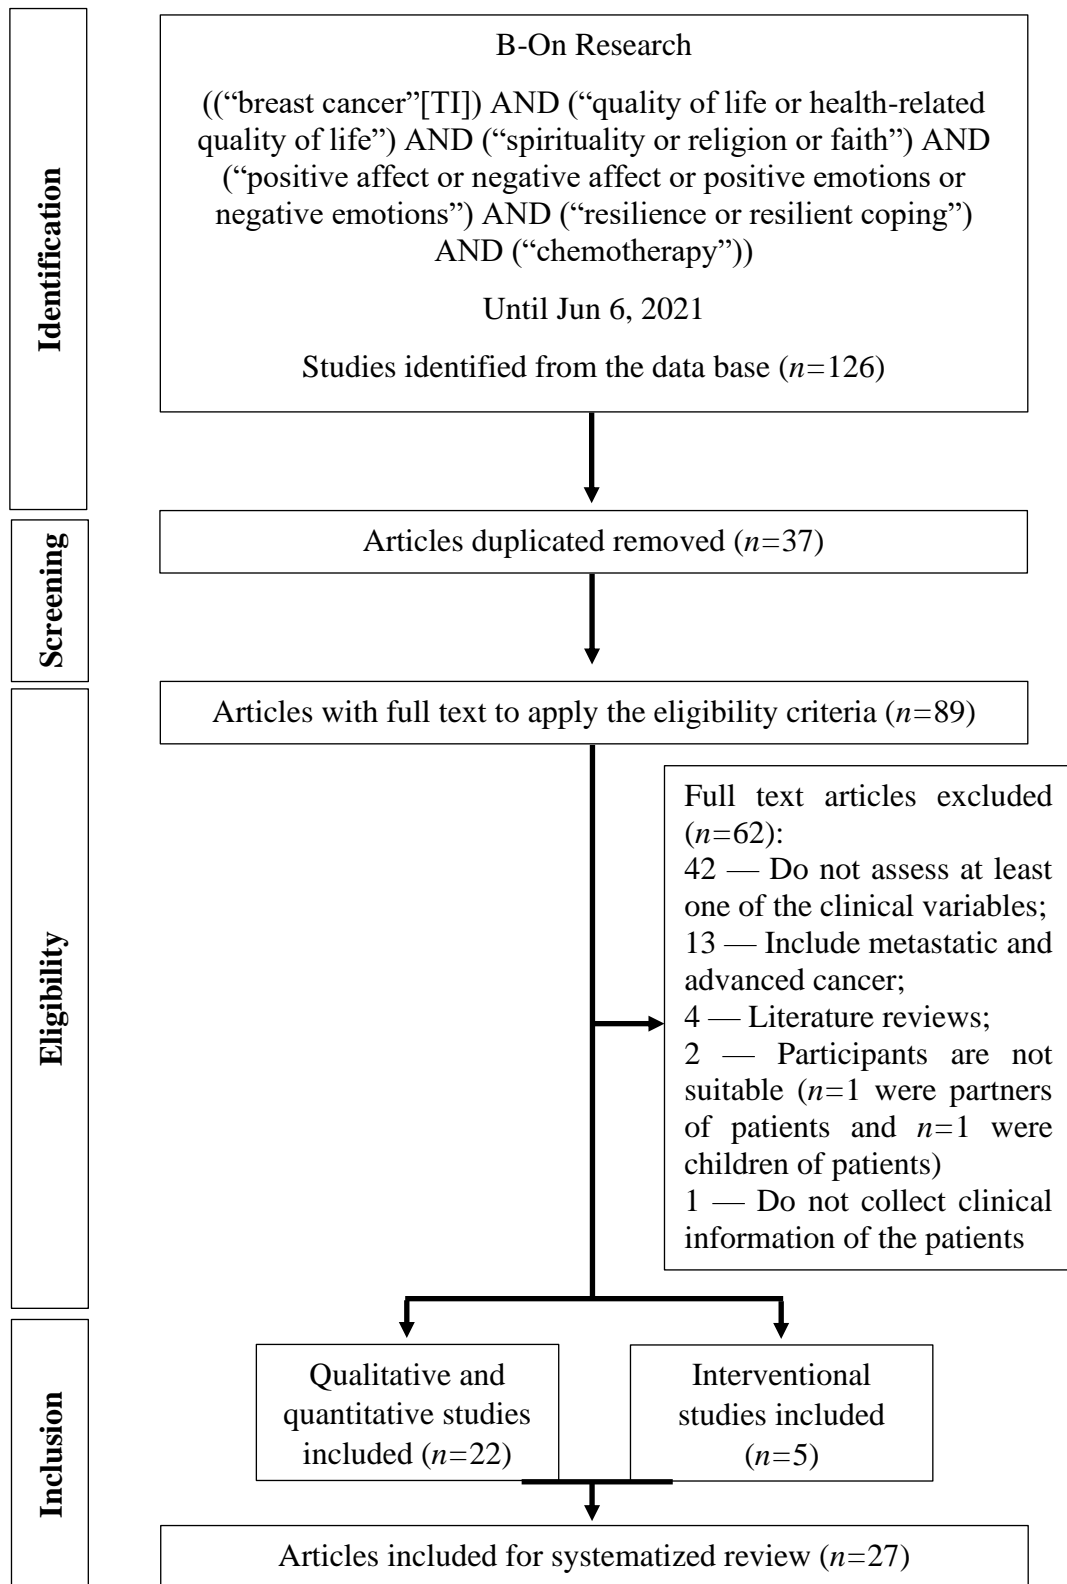 Identification
B-On Research
((“breast cancer”[TI]) AND (“quality of life or health-related
quality of life”) AND (“spirituality or religion or faith”) AND
(“positive affect or negative affect or positive emotions or
negative emotions”) AND (“resilience or resilient coping”)
AND (“chemotherapy”))
Until Jun 6, 2021
Studies identified from the data base (n=126)
Screening
Articles duplicated removed (n=37)
Eligibility
Articles with full text to apply the eligibility criteria (n=89)
Full text articles excluded
(n=62):
42 — Do not assess at least
one of the clinical variables;
13 — Include metastatic and
advanced cancer;
4 — Literature reviews;
2 — Participants are not
suitable (n=1 were partners
of patients and n=1 were
children of patients)
1 — Do not collect clinical
information of the patients
Inclusion
Qualitative and
quantitative studies
included (n=22)
Interventional
studies included
(n=5)
Articles included for systematized review (n=27)